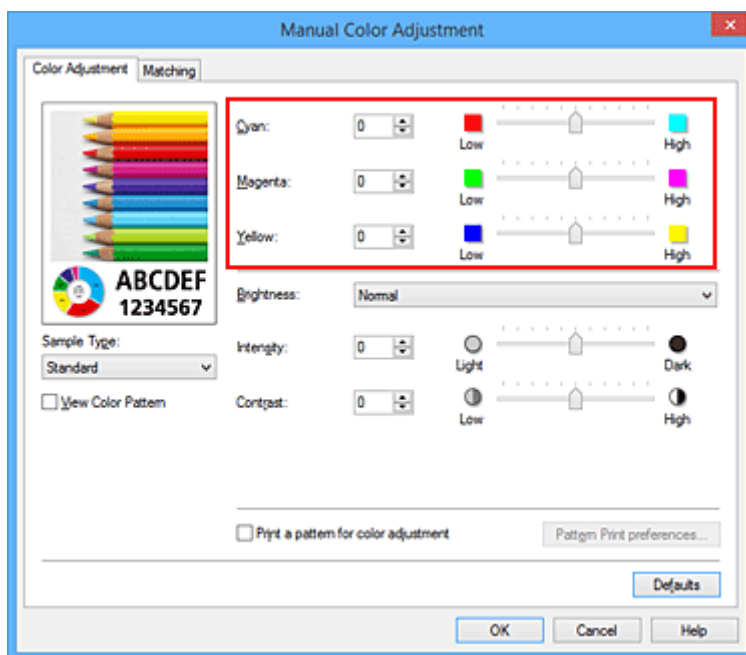 Manual Color Adjustment
Color Adjustment Matching
ABCDEF
1234567
Sample Type:
Standard
View Color Pattern
Cyan: 0 Low High
Magenta: 0 Low High
Yellow: 0 Low High
Brightness: Normal
Intensity: 0 Light Dark
Contrast: 0 Low High
Print a pattern for color adjustment Pattern Print preferences...
Defaults
OK Cancel Help